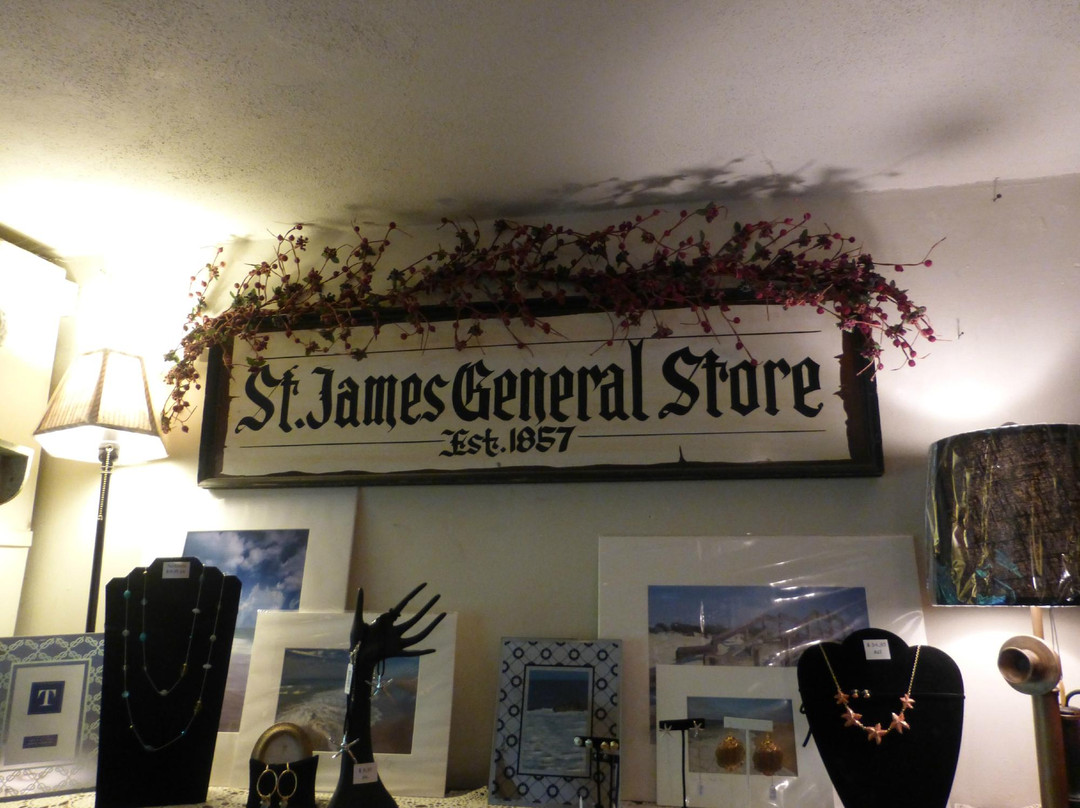 St. James General Store
Est. 1857
T